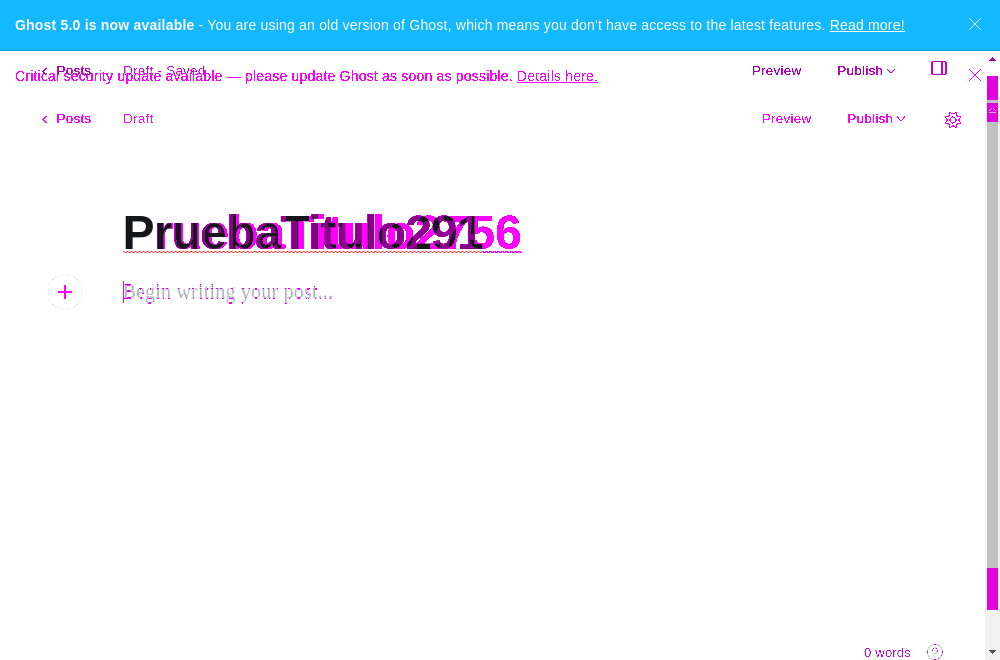 Ghost 5.0 is now available - You are using an old version of Ghost, which means you don't have access to the latest features. Read more!
Posts Draft - Saved Preview Publish
Critical security update available — please update Ghost as soon as possible. Details here.
Posts Draft Preview Publish
PruebaTitulo291
Begin writing your post...
0 words